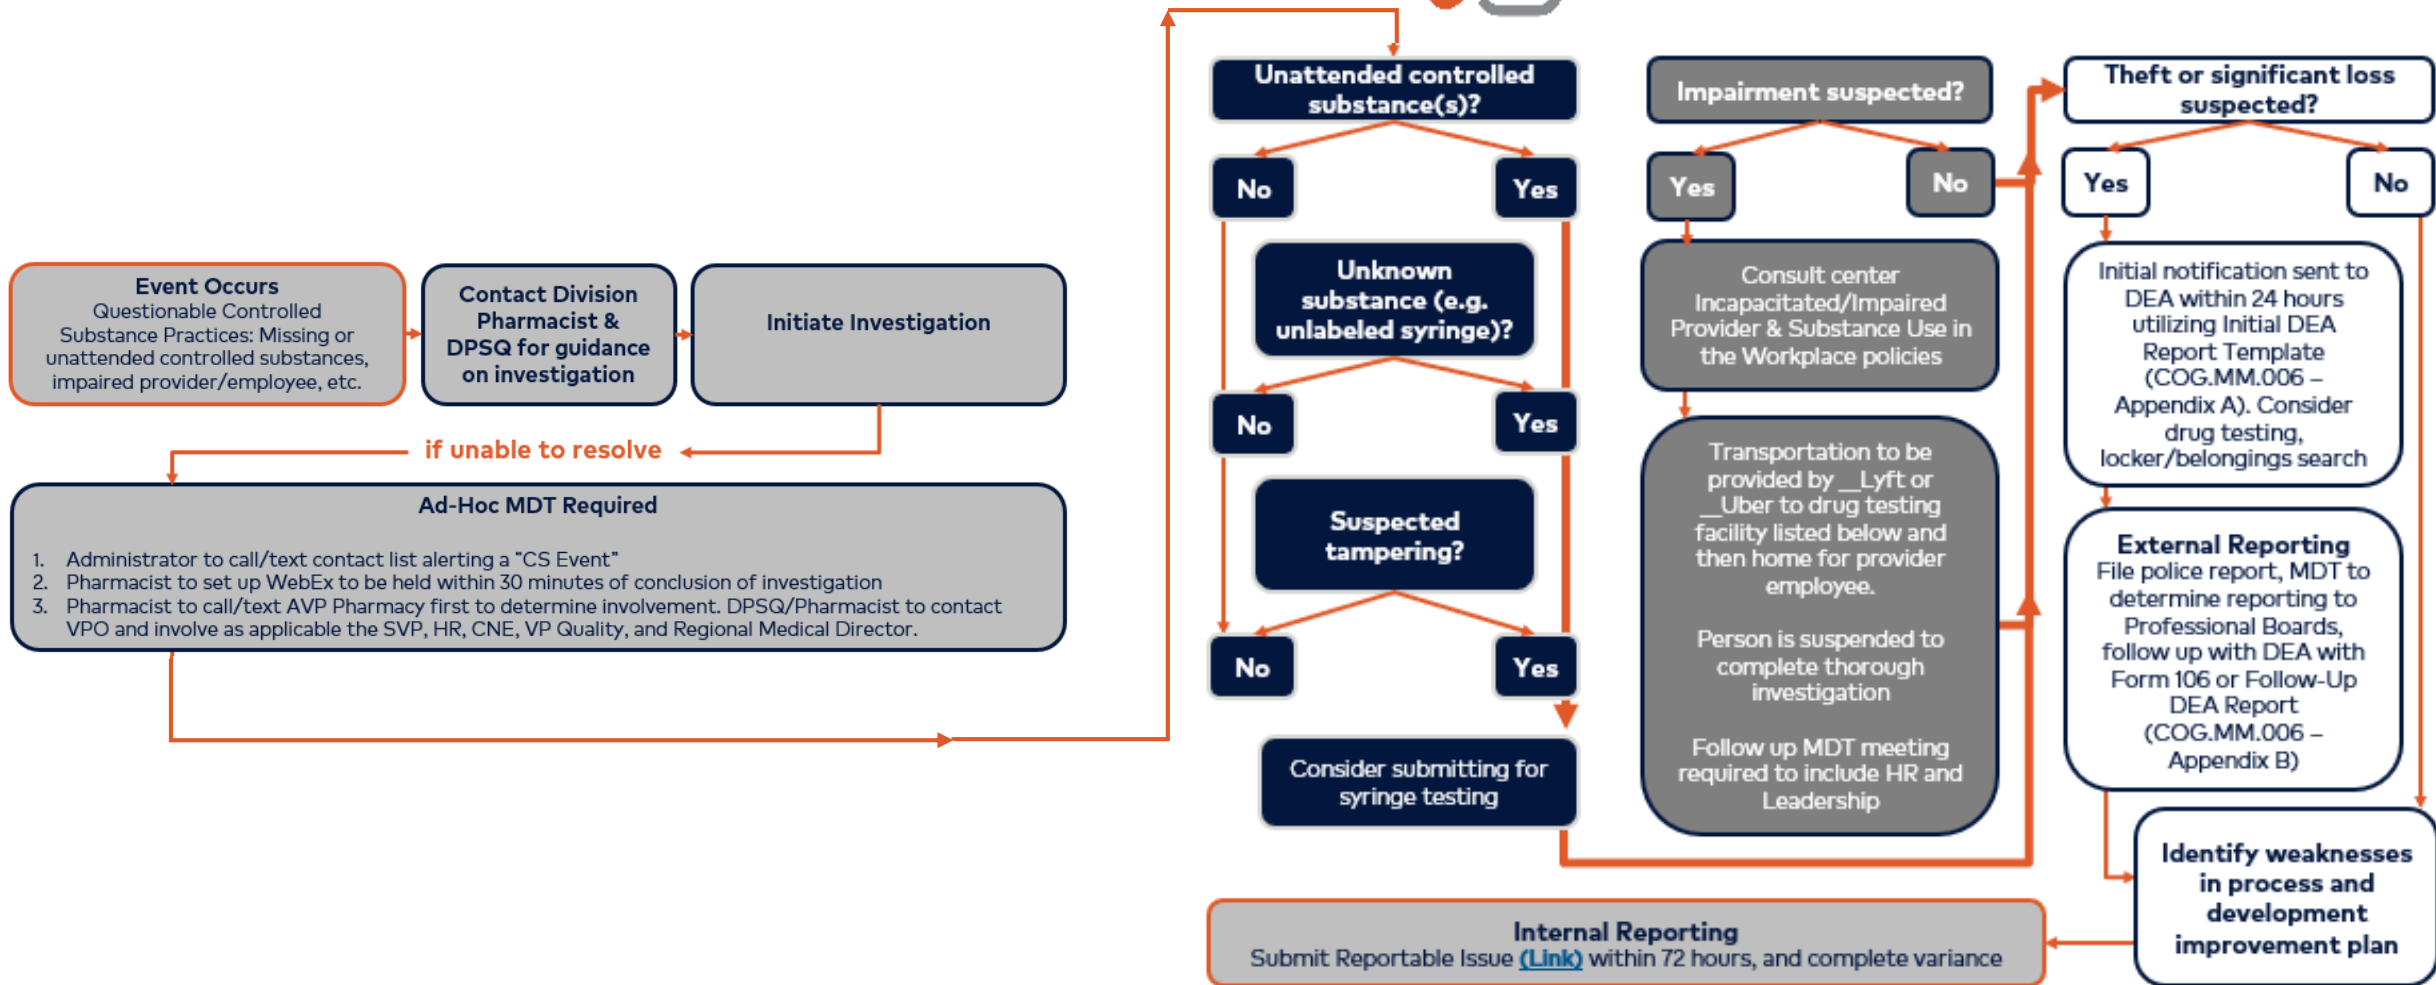 Event Occurs
Questionable Controlled
Substance Practices: Missing or
unattended controlled substances,
impaired provider/employee, etc.
Contact Division
Pharmacist &
DPSQ for guidance
on investigation
Initiate Investigation
if unable to resolve
Ad-Hoc MDT Required
1. Administrator to call/text contact list alerting a "CS Event"
2. Pharmacist to set up WebEx to be held within 30 minutes of conclusion of investigation
3. Pharmacist to call/text AVP Pharmacy first to determine involvement. DPSQ/Pharmacist to contact
VPO and involve as applicable the SVP, HR, CNE, VP Quality, and Regional Medical Director.
Unattended controlled
substance(s)?
No
Yes
Unknown
substance (e.g.
unlabeled syringe)?
No
Yes
Suspected
tampering?
No
Yes
Consider submitting for
syringe testing
Impairment suspected?
Yes
No
Consult center
Incapacitated/Impaired
Provider & Substance Use in
the Workplace policies
Transportation to be
provided by __Lyft or
__Uber to drug testing
facility listed below and
then home for provider
employee.
Person is suspended to
complete thorough
investigation
Follow up MDT meeting
required to include HR and
Leadership
Theft or significant loss
suspected?
Yes
No
Initial notification sent to
DEA within 24 hours
utilizing Initial DEA
Report Template
(COG.MM.006 –
Appendix A). Consider
drug testing,
locker/belongings search
External Reporting
File police report, MDT to
determine reporting to
Professional Boards,
follow up with DEA with
Form 106 or Follow-Up
DEA Report
(COG.MM.006 –
Appendix B)
Identify weaknesses
in process and
development
improvement plan
Internal Reporting
Submit Reportable Issue (Link) within 72 hours, and complete variance